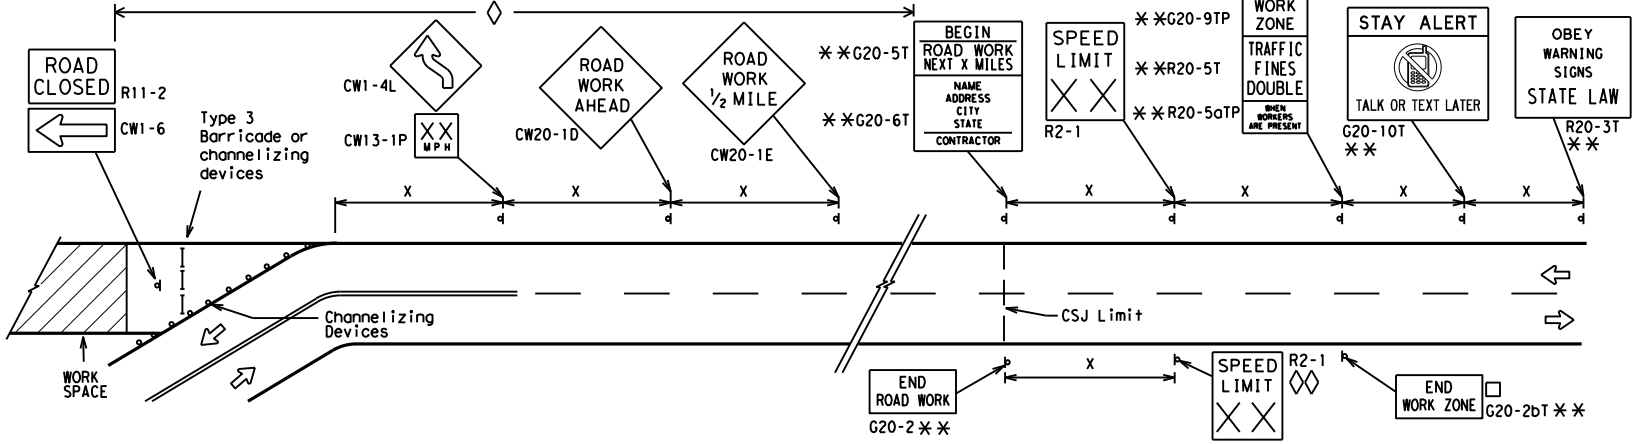 ROAD
CLOSED
R11-2
CW1-6
Type 3
Barricade or
channelizing
devices
CW1-4L
XX
MPH
CW13-1P
ROAD
WORK
AHEAD
CW20-1D
ROAD
WORK
1/2 MILE
CW20-1E
**G20-5T
BEGIN
ROAD WORK
NEXT X MILES
**G20-6T
NAME
ADDRESS
CITY
STATE
CONTRACTOR
SPEED
LIMIT
XX
R2-1
**G20-9TP
WORK
ZONE
**R20-5T
TRAFFIC
FINES
DOUBLE
**R20-5aTP
WHEN
WORKERS
ARE PRESENT
STAY ALERT
TALK OR TEXT LATER
G20-10T
**
OBEY
WARNING
SIGNS
STATE LAW
R20-3T
**
X
X
X
X
X
X
X
Channelizing
Devices
CSJ Limit
WORK
SPACE
END
ROAD WORK
G20-2**
X
SPEED
LIMIT
XX
R2-1
END
WORK ZONE
G20-2bT**